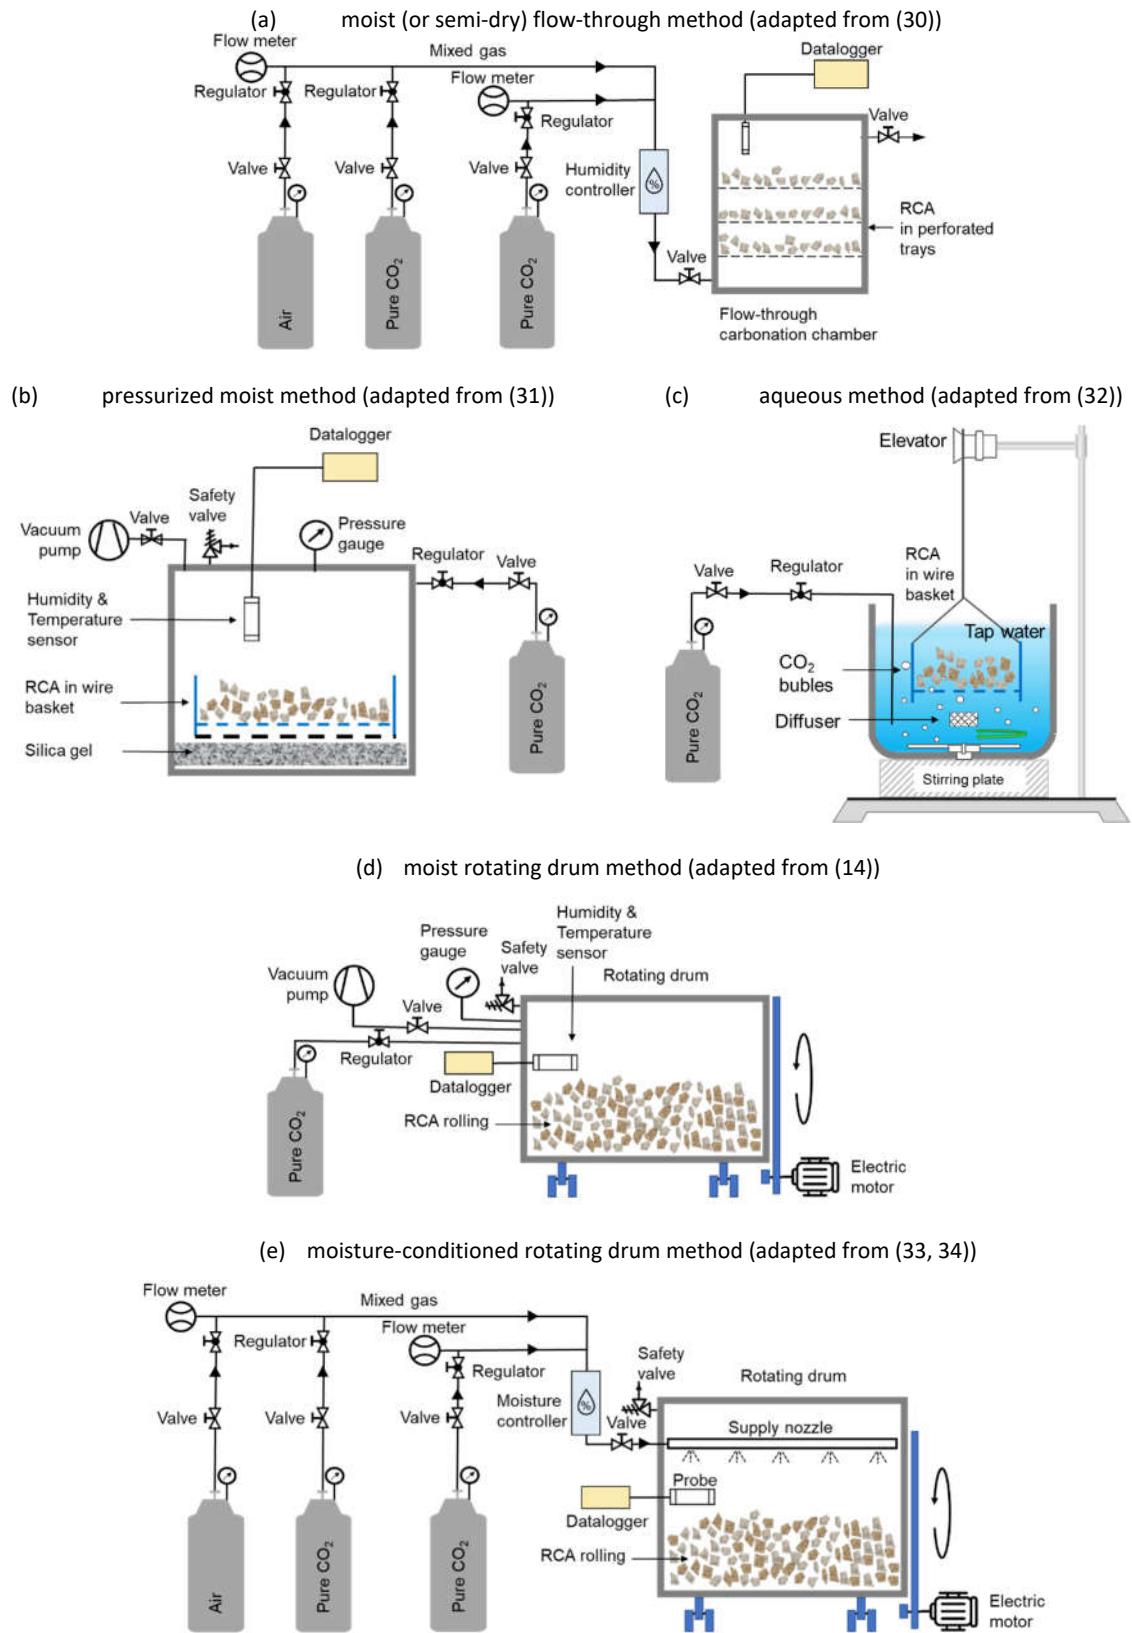 (a) moist (or semi-dry) flow-through method (adapted from (30))
Flow meter
Mixed gas
Datalogger
Flow meter
Regulator
Regulator
Regulator
Valve
Valve
Valve
Valve
Humidity
controller
%
RCA
in perforated
trays
Valve
Air
Pure CO2
Pure CO2
Flow-through
carbonation chamber
(b) pressurized moist method (adapted from (31))
Datalogger
Safety
valve
Valve
Vacuum
pump
Pressure
gauge
Regulator
Valve
Humidity &
Temperature
sensor
RCA in wire
basket
Silica gel
Pure CO2
(c) aqueous method (adapted from (32))
Elevator
RCA
in wire
basket
Valve
Regulator
Tap water
CO2
bubles
Diffuser
Pure CO2
Stirring plate
(d) moist rotating drum method (adapted from (14))
Humidity &
Temperature
sensor
Pressure
gauge
Safety
valve
Rotating drum
Vacuum
pump
Valve
Regulator
Datalogger
RCA rolling
Pure CO2
Electric
motor
(e) moisture-conditioned rotating drum method (adapted from (33, 34))
Flow meter
Mixed gas
Flow meter
Regulator
Regulator
Safety
valve
Rotating drum
Moisture
controller
%
Valve
Valve
Valve
Valve
Supply nozzle
Probe
Datalogger
RCA rolling
Air
Pure CO2
Pure CO2
Electric
motor